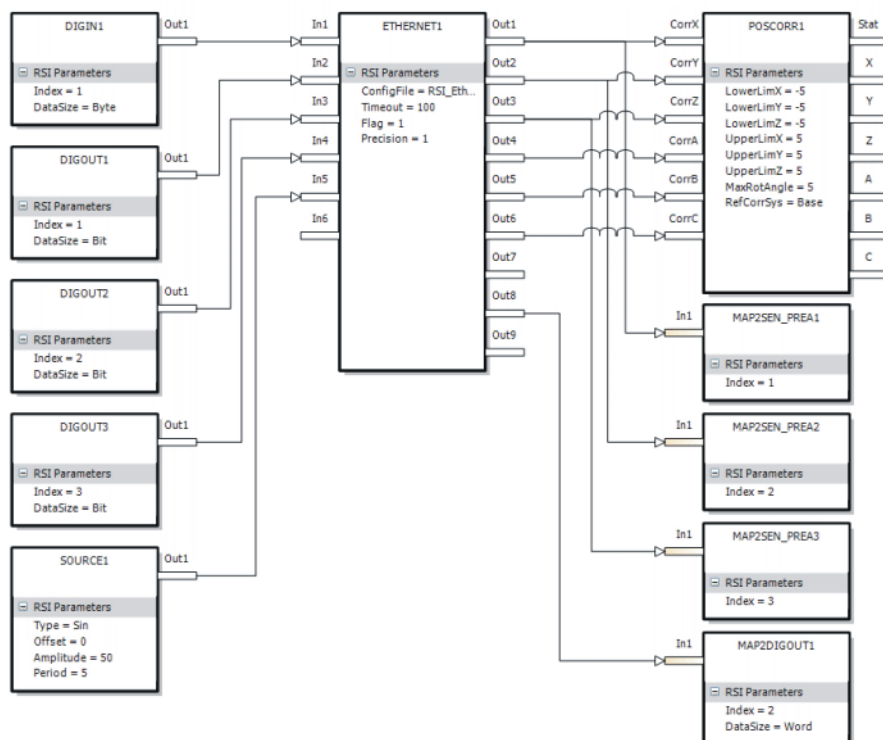 DIGIN1
Out1
RSI Parameters
Index = 1
DataSize = Byte
DIGOUT1
Out1
RSI Parameters
Index = 1
DataSize = Bit
DIGOUT2
Out1
RSI Parameters
Index = 2
DataSize = Bit
DIGOUT3
Out1
RSI Parameters
Index = 3
DataSize = Bit
SOURCE1
Out1
RSI Parameters
Type = Sin
Offset = 0
Amplitude = 50
Period = 5
In1
In2
In3
In4
In5
In6
ETHERNET1
RSI Parameters
ConfigFile = RSI_Eth...
Timeout = 100
Flag = 1
Precision = 1
Out1
Out2
Out3
Out4
Out5
Out6
Out7
Out8
Out9
CorrX
CorrY
CorrZ
CorrA
CorrB
CorrC
POSCORR1
RSI Parameters
LowerLimX = -5
LowerLimY = -5
LowerLimZ = -5
UpperLimX = 5
UpperLimY = 5
UpperLimZ = 5
MaxRotAngle = 5
RefCorrSys = Base
Stat
X
Y
Z
A
B
C
In1
MAP2SEN_PREA1
RSI Parameters
Index = 1
In1
MAP2SEN_PREA2
RSI Parameters
Index = 2
In1
MAP2SEN_PREA3
RSI Parameters
Index = 3
In1
MAP2DIGOUT1
RSI Parameters
Index = 2
DataSize = Word